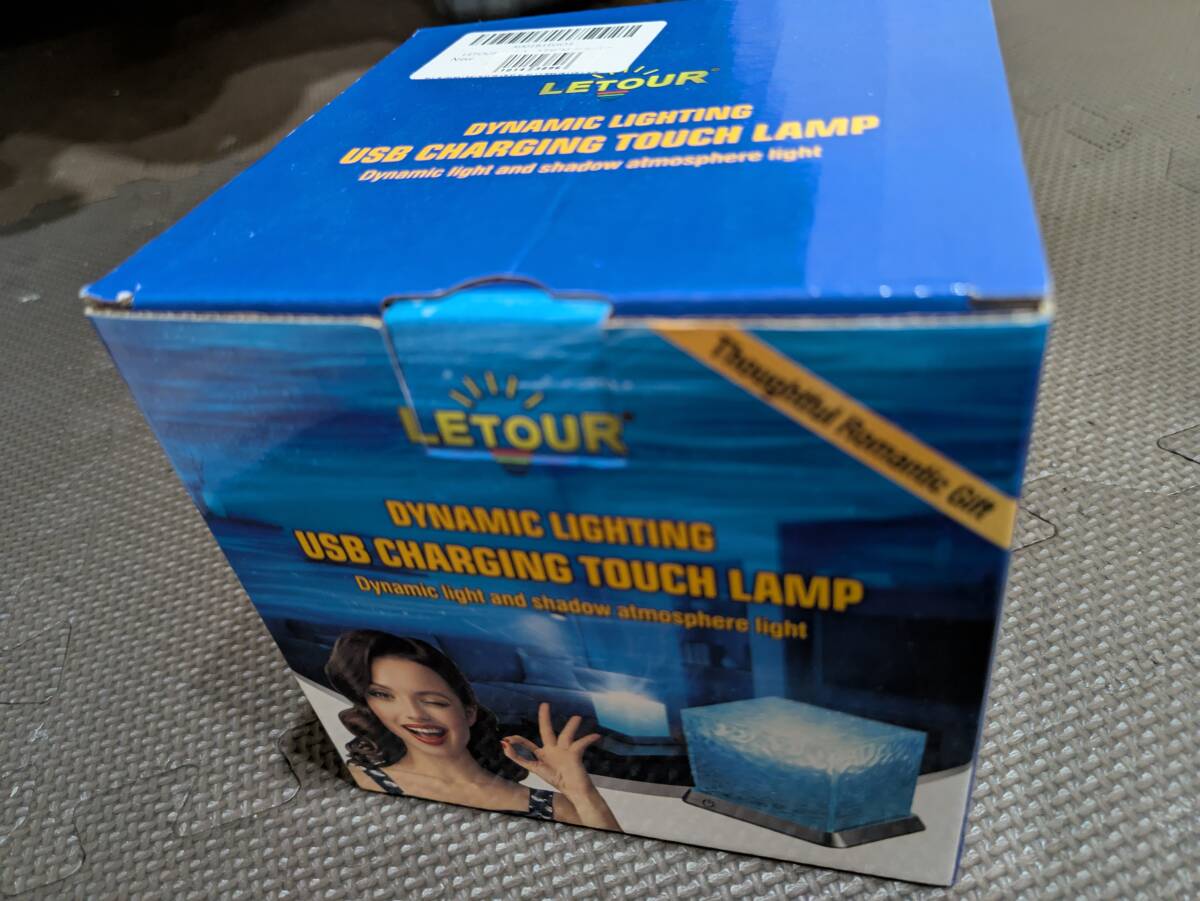 LETOUR
DYNAMIC LIGHTING
USB CHARGING TOUCH LAMP
Dynamic light and shadow atmosphere light
Thoughtful Romantic Gift
LETOUR
DYNAMIC LIGHTING
USB CHARGING TOUCH LAMP
Dynamic light and shadow atmosphere light